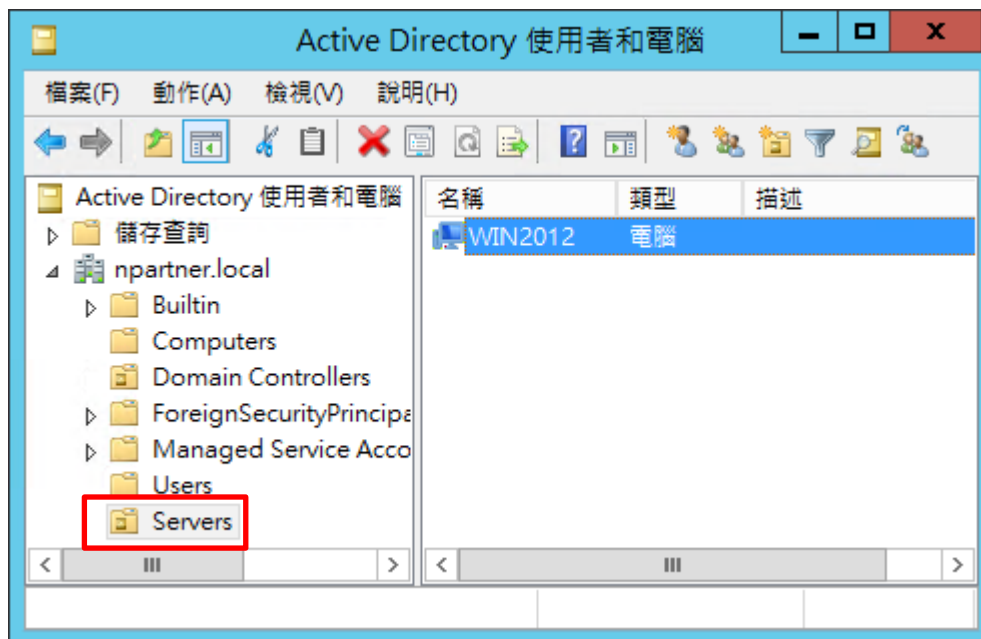 Active Directory 使用者和電腦
檔案(F) 動作(A) 檢視(V) 說明(H)
Active Directory 使用者和電腦
儲存查詢
npartner.local
Builtin
Computers
Domain Controllers
ForeignSecurityPrincipa
Managed Service Acco
Users
Servers
名稱 類型 描述
WIN2012 電腦